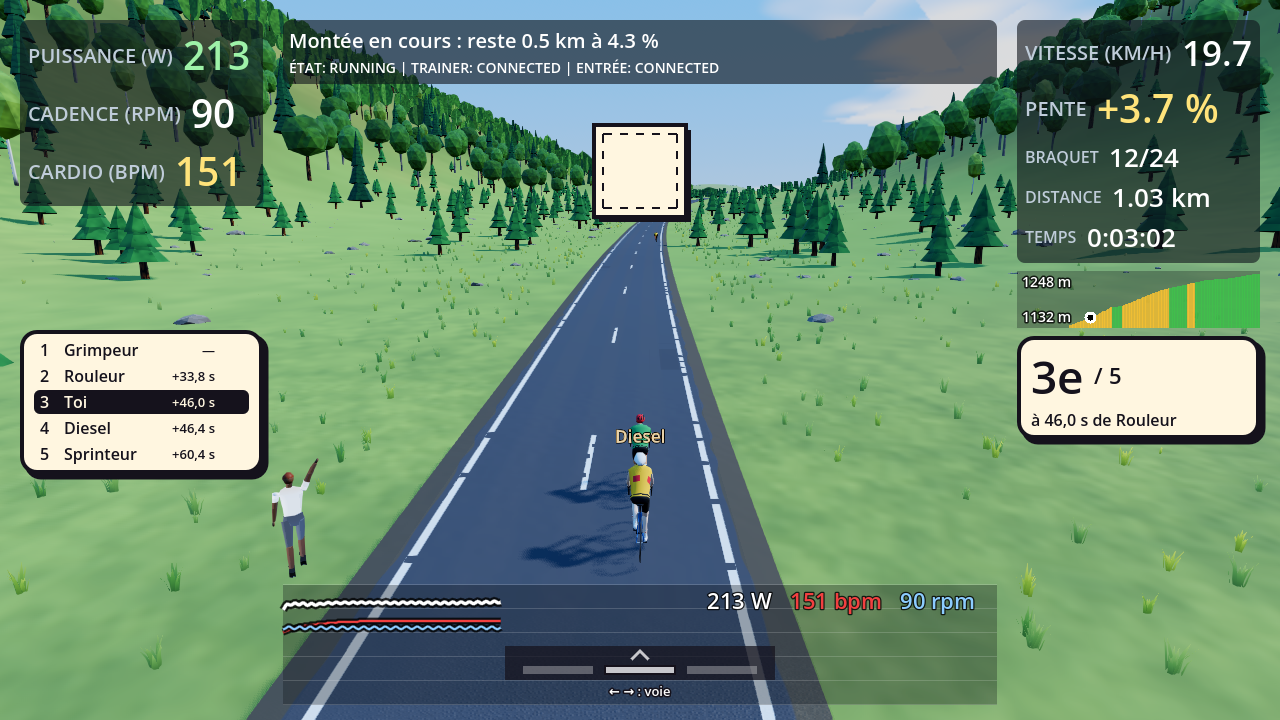 PUISSANCE (W) 213
CADENCE (RPM) 90
CARDIO (BPM) 151
Montée en cours : reste 0.5 km à 4.3 %
ÉTAT: RUNNING | TRAINER: CONNECTED | ENTRÉE: CONNECTED
VITESSE (KM/H) 19.7
PENTE +3.7 %
BRAQUET 12/24
DISTANCE 1.03 km
TEMPS 0:03:02
1248 m
1132 m
1 Grimpeur —
2 Rouleur +33,8 s
3 Toi +46,0 s
4 Diesel +46,4 s
5 Sprinteur +60,4 s
3e / 5
à 46,0 s de Rouleur
Diesel
213 W 151 bpm 90 rpm
← → : voie